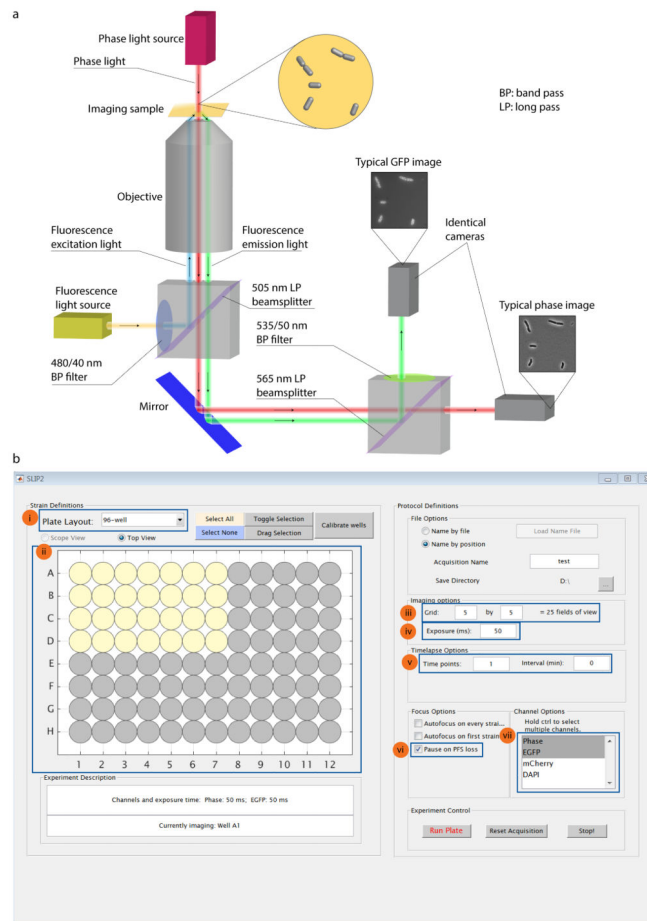 a
Phase light source
Phase light
Imaging sample
BP: band pass
LP: long pass
Typical GFP image
Objective
Identical
cameras
Fluorescence
excitation light
Fluorescence
emission light
Typical phase image
Fluorescence
light source
505 nm LP
beamsplitter
535/50 nm
BP filter
480/40 nm
BP filter
565 nm LP
beamsplitter
Mirror
b
SLIP2
Strain Definitions
i
Plate Layout: 96-well
Select All
Toggle Selection
Calibrate wells
Scope View
Top View
Select None
Drag Selection
ii
A
B
C
D
E
F
G
H
1 2 3 4 5 6 7 8 9 10 11 12
Experiment Description
Channels and exposure time: Phase: 50 ms; EGFP: 50 ms
Currently imaging: Well A1
Protocol Definitions
File Options
Name by file
Load Name File
Name by position
Acquisition Name test
Save Directory D:\ ...
Imaging options
iii
Grid: 5 by 5 = 25 fields of view
iv
Exposure (ms): 50
Timelapse Options
v
Time points: 1 Interval (min): 0
Focus Options
Autofocus on every strai...
Autofocus on first strain
vi
Pause on PFS loss
Channel Options
Hold ctrl to select
multiple channels.
vii
Phase
EGFP
mCherry
DAPI
Experiment Control
Run Plate
Reset Acquisition
Stop!